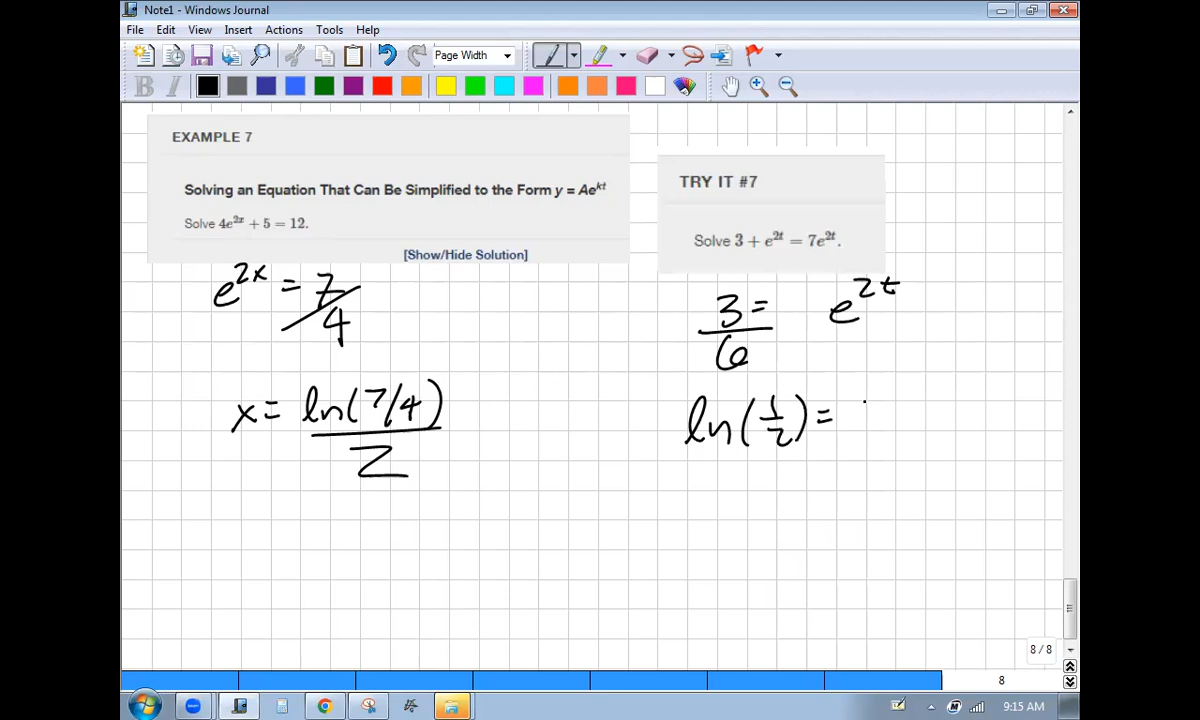 Note1 - Windows Journal
File Edit View Insert Actions Tools Help
Page Width
B I
EXAMPLE 7
Solving an Equation That Can Be Simplified to the Form y = Ae^{kt}
Solve 4e^{2x} + 5 = 12.
[Show/Hide Solution]
e^{2x} = 7/4
x = ln(7/4)/2
TRY IT #7
Solve 3 + e^{2t} = 7e^{2t}.
3/6 = e^{2t}
ln(1/2) =
8 / 8
8
9:15 AM